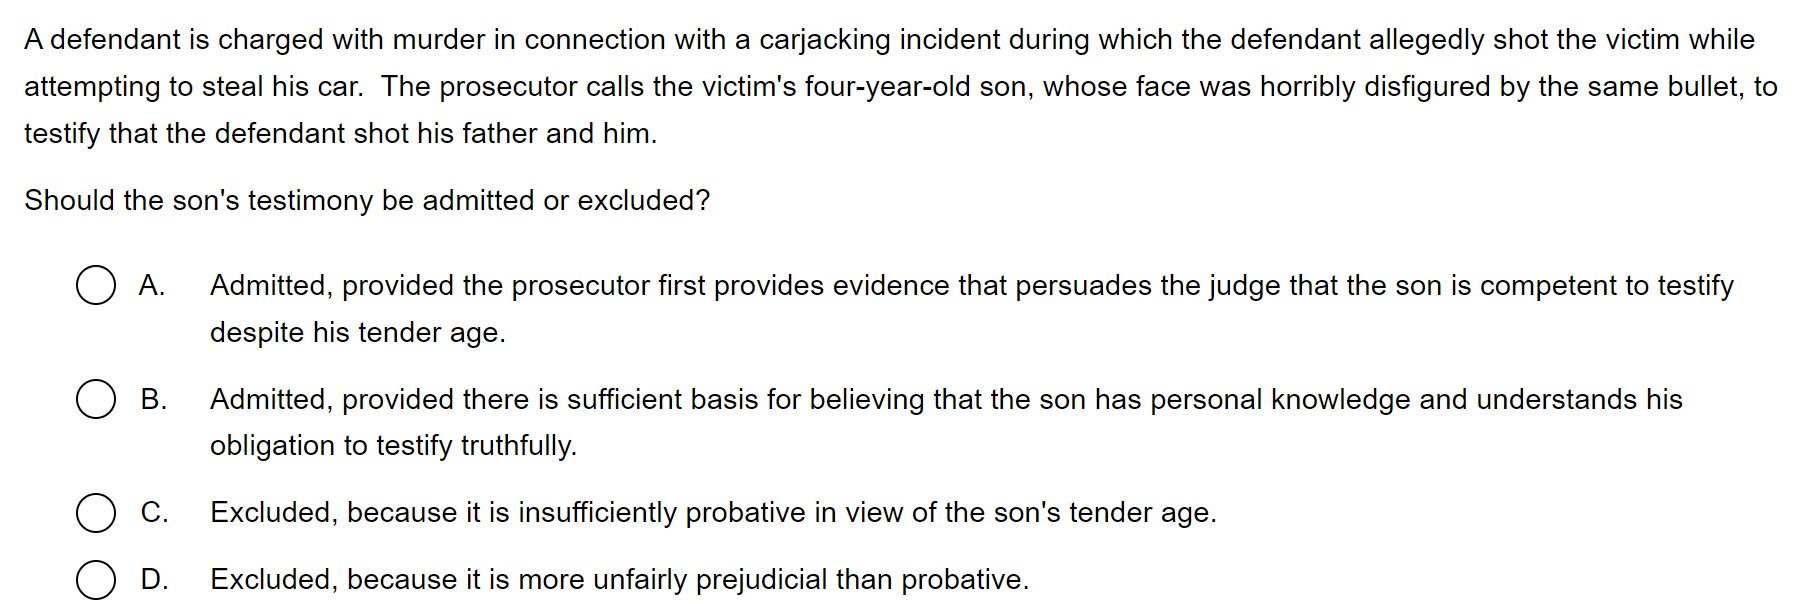 A defendant is charged with murder in connection with a carjacking incident during which the defendant allegedly shot the victim while
attempting to steal his car.  The prosecutor calls the victim's four-year-old son, whose face was horribly disfigured by the same bullet, to
testify that the defendant shot his father and him.
Should the son's testimony be admitted or excluded?
A. Admitted, provided the prosecutor first provides evidence that persuades the judge that the son is competent to testify
despite his tender age.
B. Admitted, provided there is sufficient basis for believing that the son has personal knowledge and understands his
obligation to testify truthfully.
C. Excluded, because it is insufficiently probative in view of the son's tender age.
D. Excluded, because it is more unfairly prejudicial than probative.